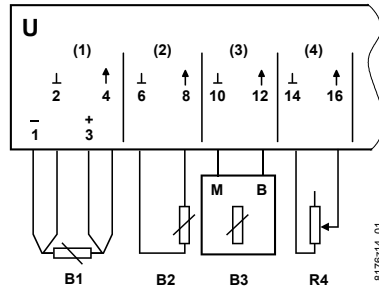 U
(1) (2) (3) (4)
⊥ ↑ ⊥ ↑ ⊥ ↑ ⊥ ↑
2 4 6 8 10 12 14 16
− +
1 3
M B
B1 B2 B3 R4
8176z14_01